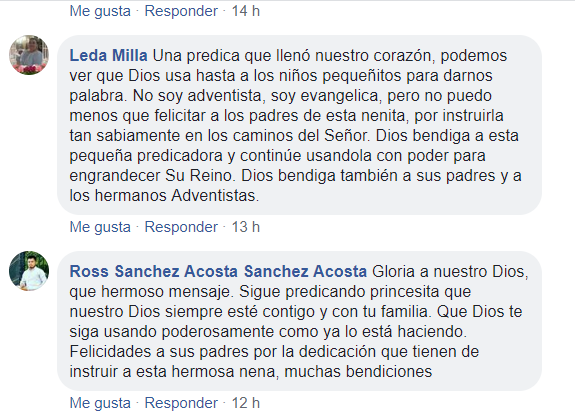 Me gusta · Responder · 14 h
Leda Milla Una predica que llenó nuestro corazón, podemos
ver que Dios usa hasta a los niños pequeñitos para darnos
palabra. No soy adventista, soy evangelica, pero no puedo
menos que felicitar a los padres de esta nenita, por instruirla
tan sabiamente en los caminos del Señor. Dios bendiga a esta
pequeña predicadora y continúe usandola con poder para
engrandecer Su Reino. Dios bendiga también a sus padres y a
los hermanos Adventistas.
Me gusta · Responder · 13 h
Ross Sanchez Acosta Sanchez Acosta Gloria a nuestro Dios,
que hermoso mensaje. Sigue predicando princesita que
nuestro Dios siempre esté contigo y con tu familia. Que Dios te
siga usando poderosamente como ya lo está haciendo.
Felicidades a sus padres por la dedicación que tienen de
instruir a esta hermosa nena, muchas bendiciones
Me gusta · Responder · 12 h